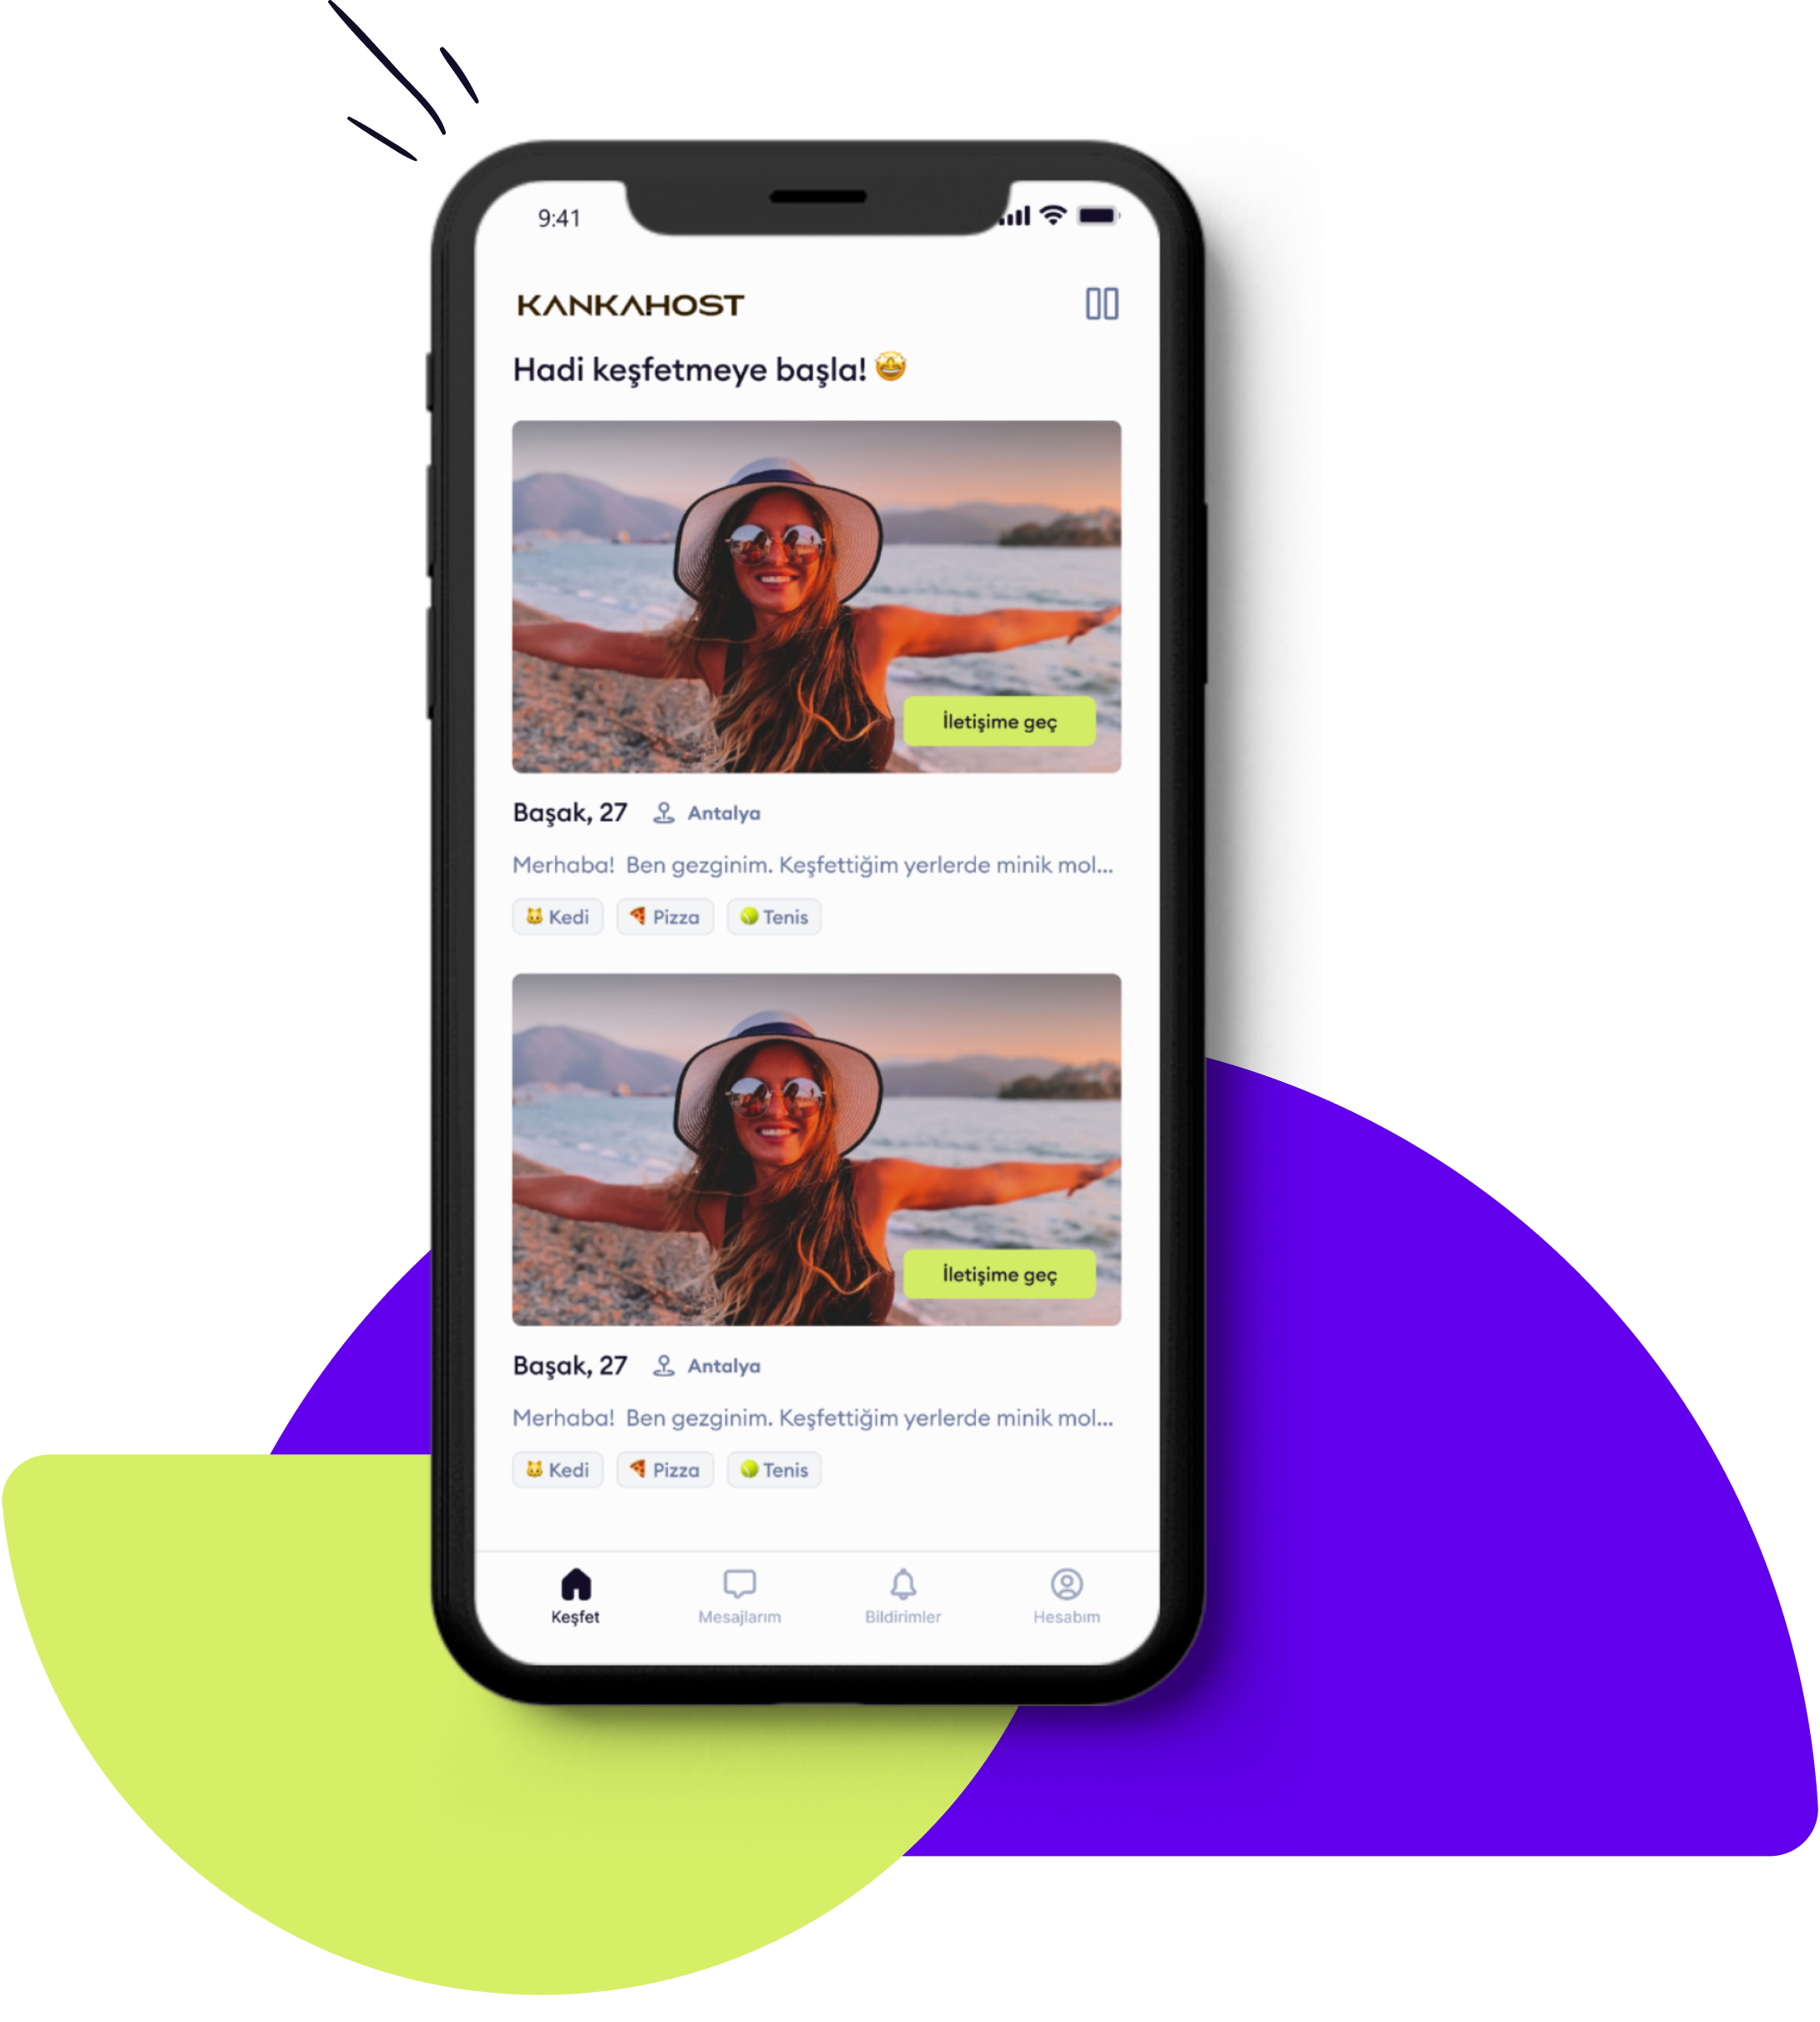 9:41
KANKAHOST
Hadi keşfetmeye başla! 🤩
İletişime geç
Başak, 27 Antalya
Merhaba! Ben gezginim. Keşfettiğim yerlerde minik mol...
🐱 Kedi 🍕 Pizza 🎾 Tenis
İletişime geç
Başak, 27 Antalya
Merhaba! Ben gezginim. Keşfettiğim yerlerde minik mol...
🐱 Kedi 🍕 Pizza 🎾 Tenis
Keşfet Mesajlarım Bildirimler Hesabım